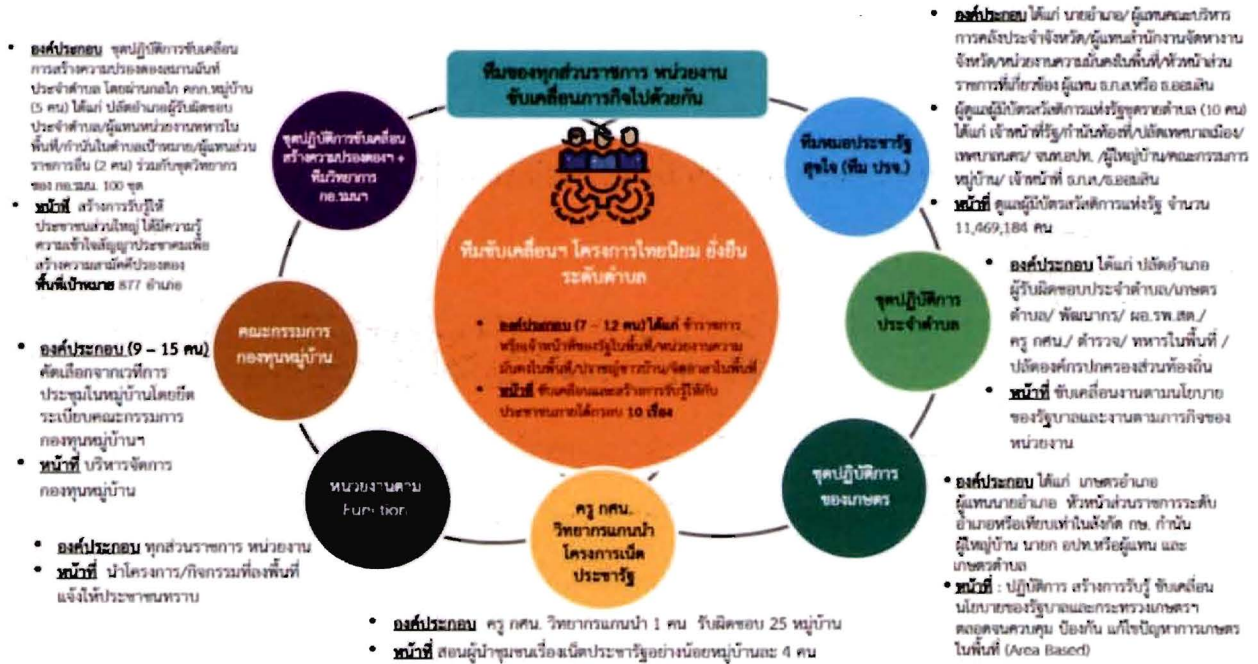 ทีมของทุกส่วนราชการ หน่วยงาน
ขับเคลื่อนภารกิจไปด้วยกัน
• องค์ประกอบ ชุดปฏิบัติการขับเคลื่อน
การสร้างความปรองดองสมานฉันท์
ประจำตำบล โดยผ่านกลไก คกก.หมู่บ้าน
(5 คน) ได้แก่ ปลัดอำเภอผู้รับผิดชอบ
ประจำตำบล/ผู้แทนหน่วยงานทหารใน
พื้นที่/กำนันในตำบลเป้าหมาย/ผู้แทนส่วน
ราชการอื่น (2 คน) ร่วมกับชุดวิทยากร
ของ กอ.รมน. 100 ชุด
• หน้าที่ สร้างการรับรู้ให้
ประชาชนส่วนใหญ่ ได้มีความรู้
ความเข้าใจสัญญาประชาคมเพื่อ
สร้างความสามัคคีปรองดอง
พื้นที่เป้าหมาย 877 อำเภอ
ชุดปฏิบัติการขับเคลื่อน
สร้างความปรองดองฯ +
ทีมวิทยากร
กอ.รมนฯ
คณะกรรมการ
กองทุนหมู่บ้าน
• องค์ประกอบ (9 – 15 คน)
คัดเลือกจากเวทีการ
ประชุมในหมู่บ้านโดยยึด
ระเบียบคณะกรรมการ
กองทุนหมู่บ้านฯ
• หน้าที่ บริหารจัดการ
กองทุนหมู่บ้าน
หน่วยงานตาม
Function
• องค์ประกอบ ทุกส่วนราชการ หน่วยงาน
• หน้าที่ นำโครงการ/กิจกรรมที่ลงพื้นที่
แจ้งให้ประชาชนทราบ
ทีมขับเคลื่อนฯ โครงการไทยนิยม ยั่งยืน
ระดับตำบล
• องค์ประกอบ (7 – 12 คน) ได้แก่ ข้าราชการ
หรือเจ้าหน้าที่ของรัฐในพื้นที่/หน่วยงานความ
มั่นคงในพื้นที่/ปราชญ์ชาวบ้าน/จิตอาสาในพื้นที่
• หน้าที่ ขับเคลื่อนและสร้างการรับรู้ให้กับ
ประชาชนภายใต้กรอบ 10 เรื่อง
ครู กศน.
วิทยากรแกนนำ
โครงการเน็ต
ประชารัฐ
• องค์ประกอบ ครู กศน. วิทยากรแกนนำ 1 คน รับผิดชอบ 25 หมู่บ้าน
• หน้าที่ สอนผู้นำชุมชนเรื่องเน็ตประชารัฐอย่างน้อยหมู่บ้านละ 4 คน
ทีมหมอประชารัฐ
สุขใจ (ทีม ปรจ.)
• องค์ประกอบ ได้แก่ นายอำเภอ/ ผู้แทนคณะบริหาร
การคลังประจำจังหวัด/ผู้แทนสำนักงานจัดหางาน
จังหวัด/หน่วยงานความมั่นคงในพื้นที่/หัวหน้าส่วน
ราชการที่เกี่ยวข้อง ผู้แทน ธ.ก.ส.หรือ ธ.ออมสิน
• ผู้ดูแลผู้มีบัตรสวัสดิการแห่งรัฐชุดรายตำบล (10 คน)
ได้แก่ เจ้าหน้าที่รัฐ/กำนันท้องที่/ปลัดเทศบาลเมือง/
เทศบาลนคร/ จนท.อปท. /ผู้ใหญ่บ้าน/คณะกรรมการ
หมู่บ้าน/ เจ้าหน้าที่ ธ.ก.ส./ธ.ออมสิน
• หน้าที่ ดูแลผู้มีบัตรสวัสดิการแห่งรัฐ จำนวน
11,469,184 คน
ชุดปฏิบัติการ
ประจำตำบล
• องค์ประกอบ ได้แก่ ปลัดอำเภอ
ผู้รับผิดชอบประจำตำบล/เกษตร
ตำบล/ พัฒนากร/ ผอ.รพ.สต./
ครู กศน./ ตำรวจ/ ทหารในพื้นที่ /
ปลัดองค์กรปกครองส่วนท้องถิ่น
• หน้าที่ ขับเคลื่อนงานตามนโยบาย
ของรัฐบาลและงานตามภารกิจของ
หน่วยงาน
ชุดปฏิบัติการ
ของเกษตร
• องค์ประกอบ ได้แก่ เกษตรอำเภอ
ผู้แทนนายอำเภอ หัวหน้าส่วนราชการระดับ
อำเภอหรือเทียบเท่าในสังกัด กษ. กำนัน
ผู้ใหญ่บ้าน นายก อปท.หรือผู้แทน และ
เกษตรตำบล
• หน้าที่ : ปฏิบัติการ สร้างการรับรู้ ขับเคลื่อน
นโยบายของรัฐบาลและกระทรวงเกษตรฯ
ตลอดจนควบคุม ป้องกัน แก้ไขปัญหาการเกษตร
ในพื้นที่ (Area Based)